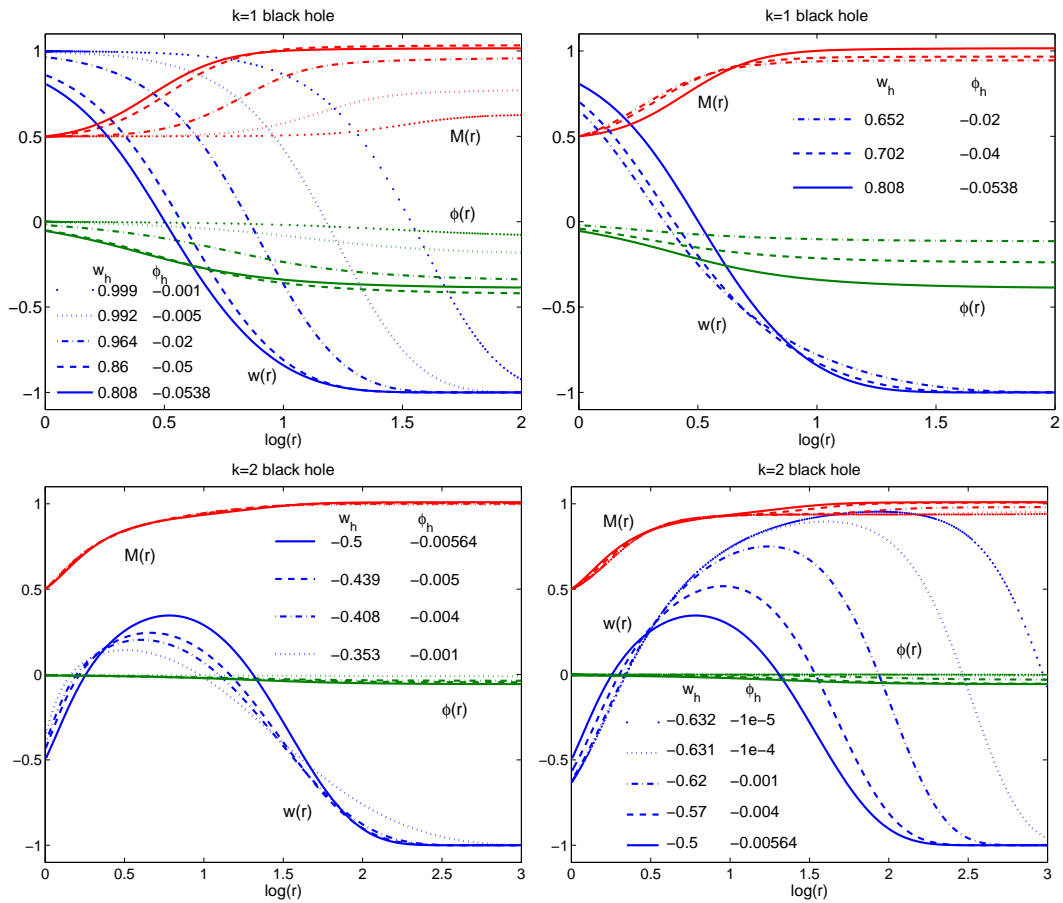 k=1 black hole
1
0.5
0
−0.5
−1
M(r)
ϕ(r)
w(r)
w_h ϕ_h
0.999 −0.001
0.992 −0.005
0.964 −0.02
0.86 −0.05
0.808 −0.0538
0 0.5 1 1.5 2
log(r)
k=1 black hole
1
0.5
0
−0.5
−1
w_h ϕ_h
0.652 −0.02
0.702 −0.04
0.808 −0.0538
M(r)
ϕ(r)
w(r)
0 0.5 1 1.5 2
log(r)
k=2 black hole
1
0.5
0
−0.5
−1
w_h ϕ_h
−0.5 −0.00564
−0.439 −0.005
−0.408 −0.004
−0.353 −0.001
M(r)
ϕ(r)
w(r)
0 0.5 1 1.5 2 2.5 3
log(r)
k=2 black hole
1
0.5
0
−0.5
−1
M(r)
w(r)
ϕ(r)
w_h ϕ_h
−0.632 −1e−5
−0.631 −1e−4
−0.62 −0.001
−0.57 −0.004
−0.5 −0.00564
0 0.5 1 1.5 2 2.5 3
log(r)